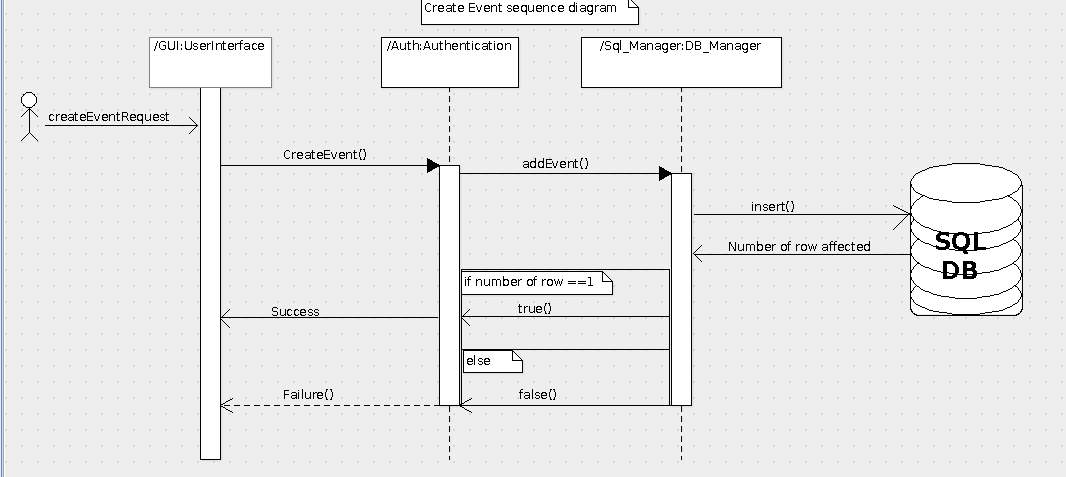 Create Event sequence diagram
/GUI:UserInterface
/Auth:Authentication
/Sql_Manager:DB_Manager
createEventRequest
CreateEvent()
addEvent()
insert()
SQL
DB
Number of row affected
if number of row ==1
true()
Success
else
Failure()
false()